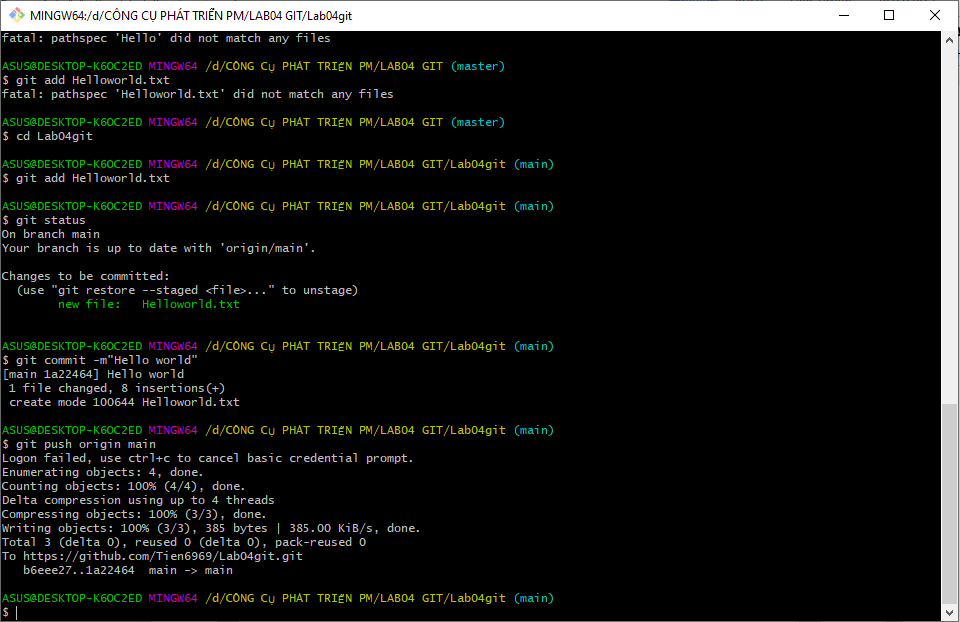 MINGW64:/d/CÔNG CỤ PHÁT TRIỂN PM/LAB04 GIT/Lab04git
fatal: pathspec 'Hello' did not match any files
ASUS@DESKTOP-K6OC2ED MINGW64 /d/CÔNG CỤ PHÁT TRIỂN PM/LAB04 GIT (master)
$ git add Helloworld.txt
fatal: pathspec 'Helloworld.txt' did not match any files
ASUS@DESKTOP-K6OC2ED MINGW64 /d/CÔNG CỤ PHÁT TRIỂN PM/LAB04 GIT (master)
$ cd Lab04git
ASUS@DESKTOP-K6OC2ED MINGW64 /d/CÔNG CỤ PHÁT TRIỂN PM/LAB04 GIT/Lab04git (main)
$ git add Helloworld.txt
ASUS@DESKTOP-K6OC2ED MINGW64 /d/CÔNG CỤ PHÁT TRIỂN PM/LAB04 GIT/Lab04git (main)
$ git status
On branch main
Your branch is up to date with 'origin/main'.
Changes to be committed:
  (use "git restore --staged <file>..." to unstage)
        new file:   Helloworld.txt
ASUS@DESKTOP-K6OC2ED MINGW64 /d/CÔNG CỤ PHÁT TRIỂN PM/LAB04 GIT/Lab04git (main)
$ git commit -m"Hello world"
[main 1a22464] Hello world
 1 file changed, 8 insertions(+)
 create mode 100644 Helloworld.txt
ASUS@DESKTOP-K6OC2ED MINGW64 /d/CÔNG CỤ PHÁT TRIỂN PM/LAB04 GIT/Lab04git (main)
$ git push origin main
Logon failed, use ctrl+c to cancel basic credential prompt.
Enumerating objects: 4, done.
Counting objects: 100% (4/4), done.
Delta compression using up to 4 threads
Compressing objects: 100% (3/3), done.
Writing objects: 100% (3/3), 385 bytes | 385.00 KiB/s, done.
Total 3 (delta 0), reused 0 (delta 0), pack-reused 0
To https://github.com/Tien6969/Lab04git.git
   b6eee27..1a22464  main -> main
ASUS@DESKTOP-K6OC2ED MINGW64 /d/CÔNG CỤ PHÁT TRIỂN PM/LAB04 GIT/Lab04git (main)
$